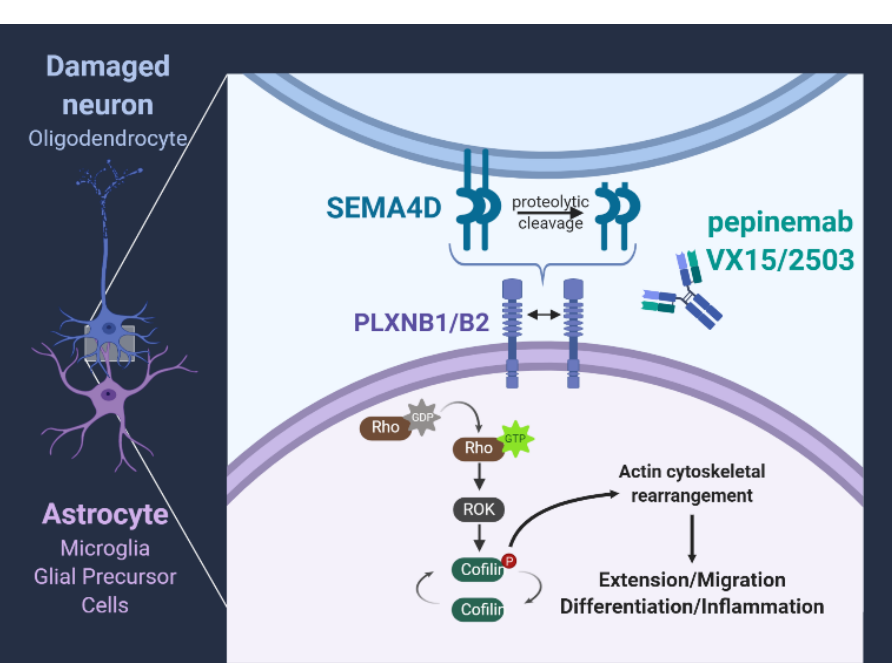 Damaged
neuron
Oligodendrocyte
SEMA4D
proteolytic
cleavage
pepinemab
VX15/2503
PLXNB1/B2
Rho
GDP
Rho
GTP
ROK
Cofilin
P
Cofilin
Actin cytoskeletal
rearrangement
Extension/Migration
Differentiation/Inflammation
Astrocyte
Microglia
Glial Precursor
Cells